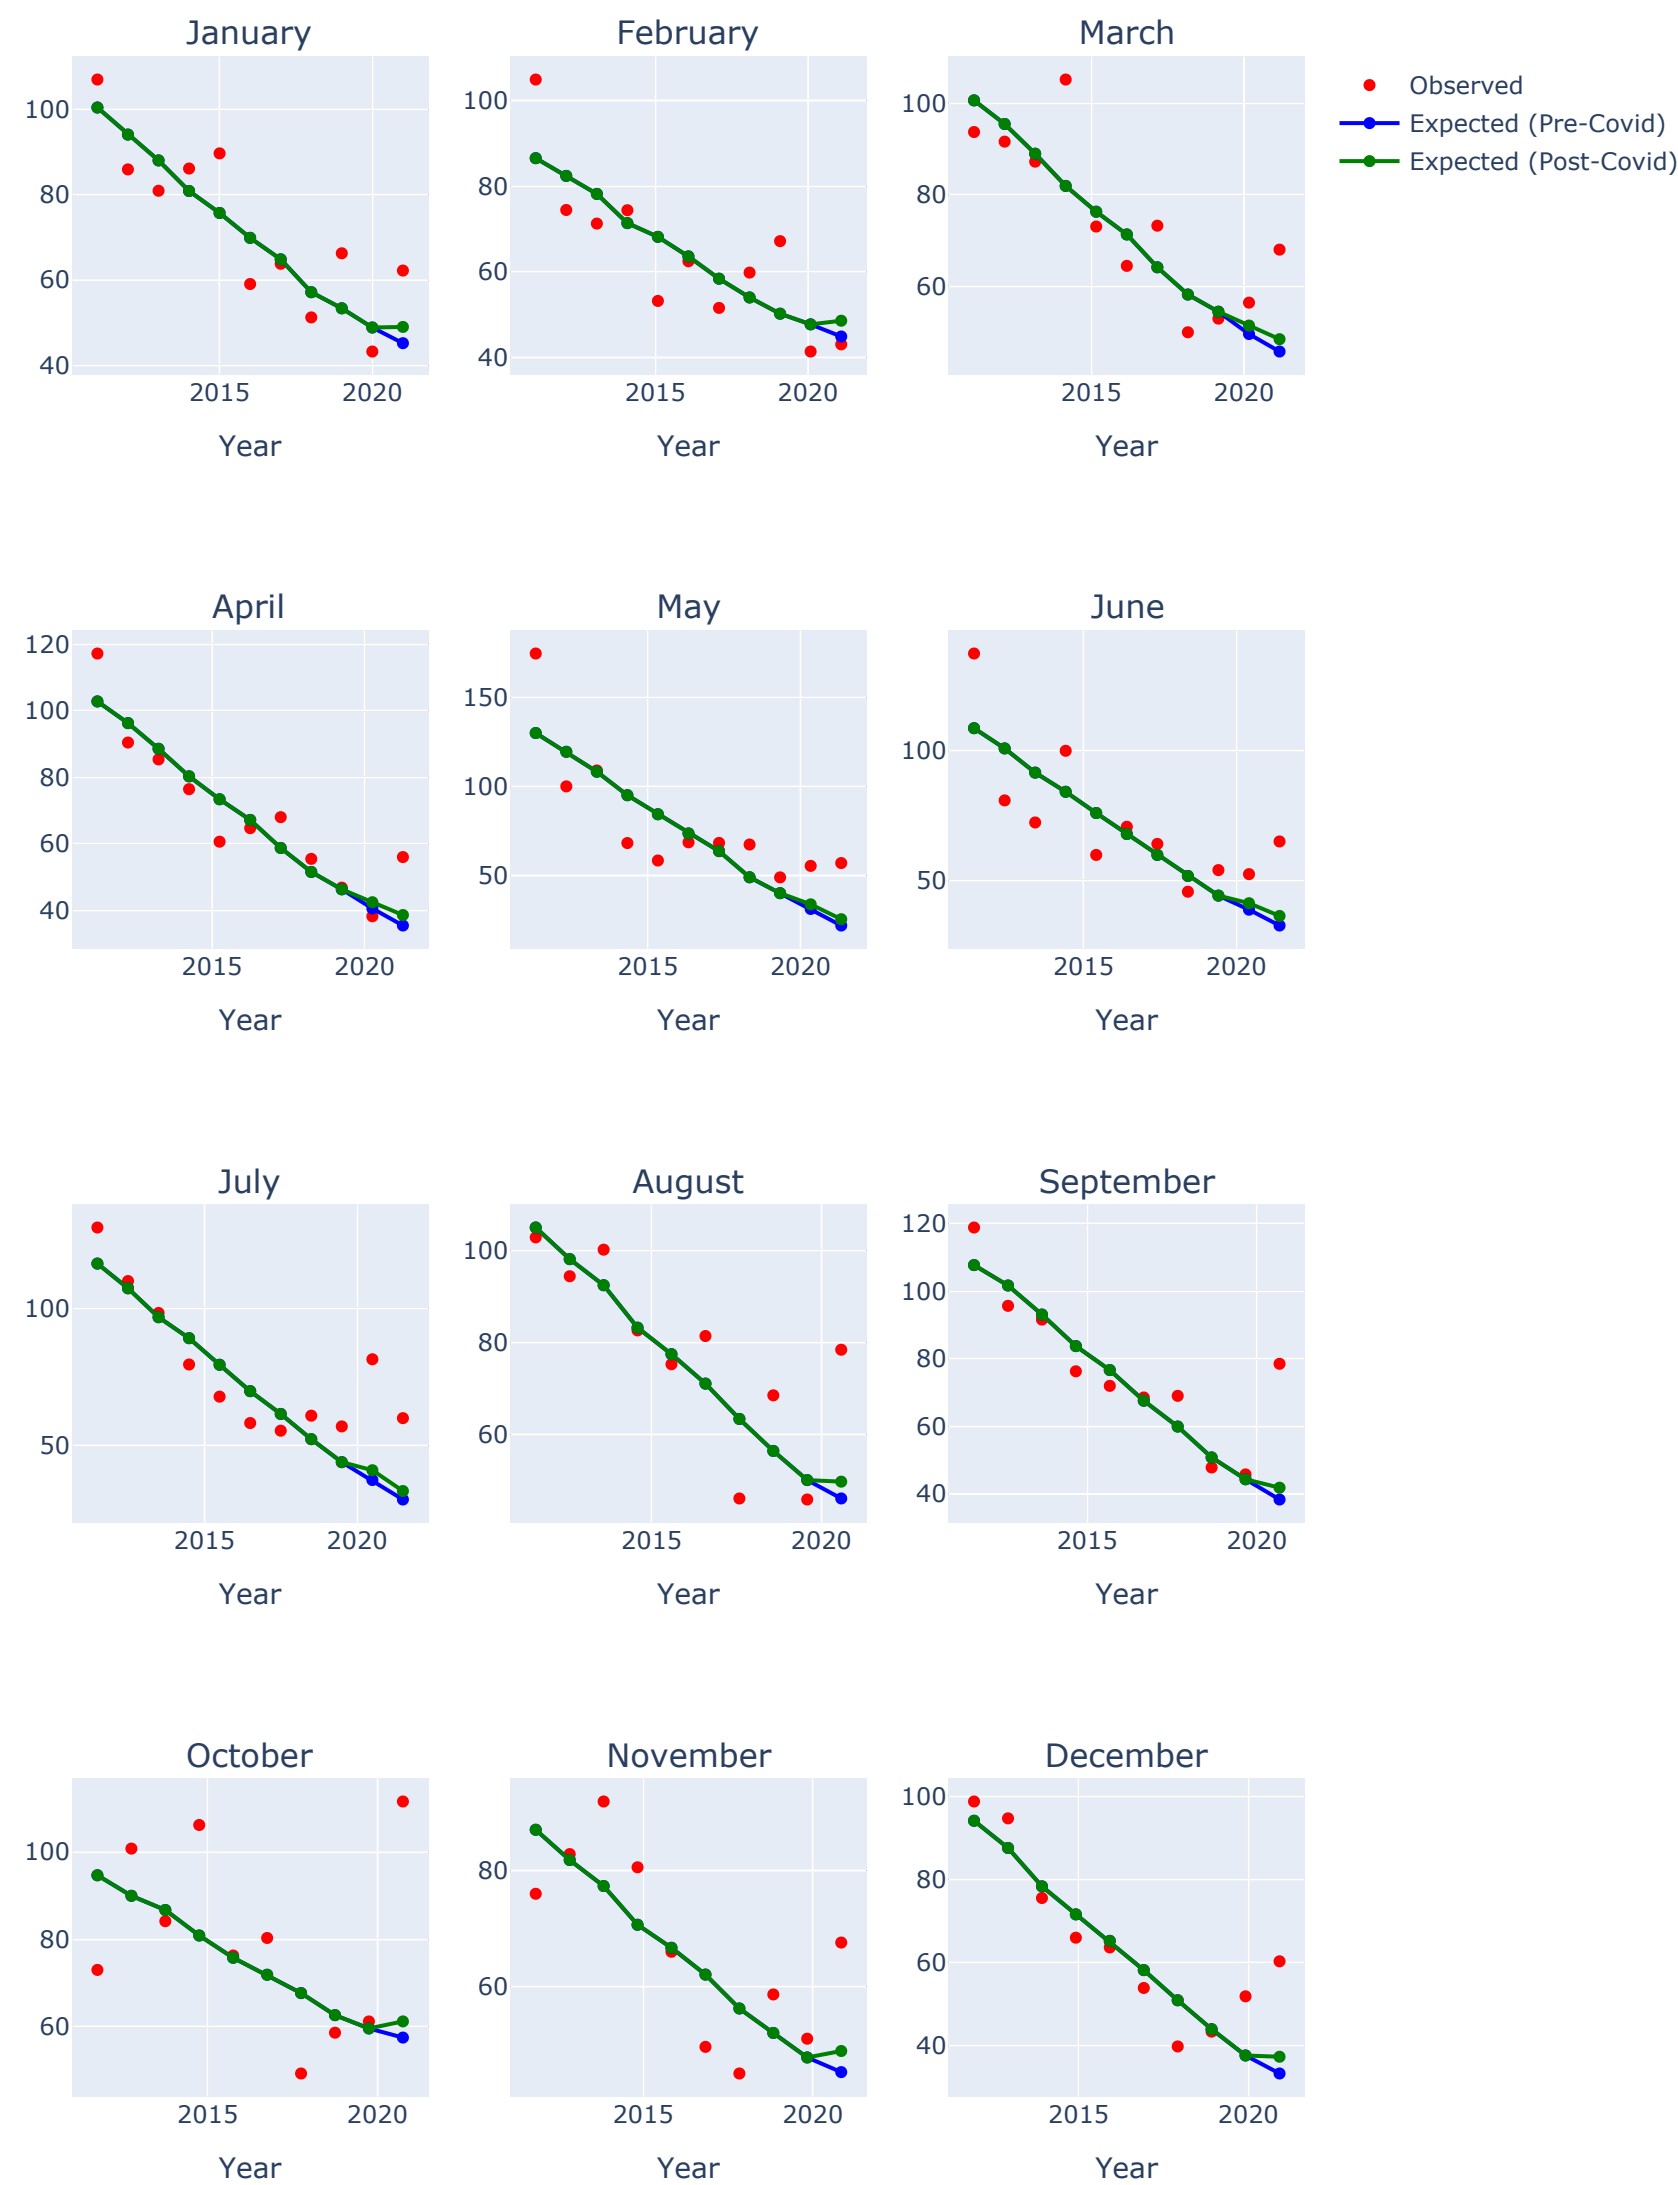 January
February
March
100
80
60
40
2015
2020
Year
100
80
60
40
2015
2020
Year
100
80
60
2015
2020
Year
Observed
Expected (Pre-Covid)
Expected (Post-Covid)
April
May
June
120
100
80
60
40
2015
2020
Year
150
100
50
2015
2020
Year
100
50
2015
2020
Year
July
August
September
100
50
2015
2020
Year
100
80
60
2015
2020
Year
120
100
80
60
40
2015
2020
Year
October
November
December
100
80
60
2015
2020
Year
80
60
2015
2020
Year
100
80
60
40
2015
2020
Year